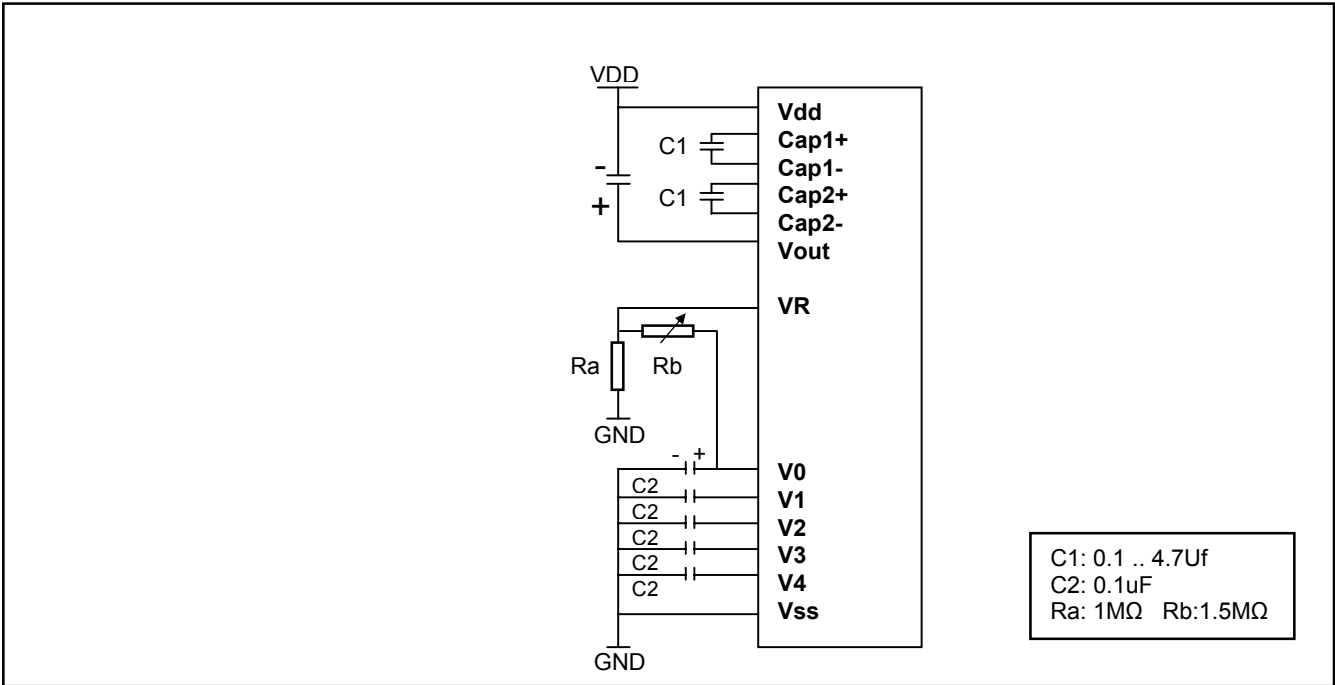 VDD
Vdd
C1
Cap1+
Cap1-
-
+
C1
Cap2+
Cap2-
Vout
VR
Ra
Rb
GND
- +
V0
C2
V1
C2
V2
C2
V3
C2
V4
C2
Vss
GND
C1: 0.1 .. 4.7Uf
C2: 0.1uF
Ra: 1MΩ Rb:1.5MΩ